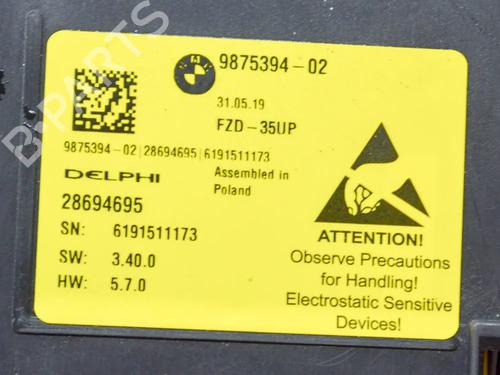 9875394-02
31.05.19
FZD-35UP
9875394-02|28694695|6191511173
DELPHI
Assembled in
Poland
28694695
SN: 6191511173
SW: 3.40.0
HW: 5.7.0
ATTENTION!
Observe Precautions
for Handling!
Electrostatic Sensitive
Devices!
B-PARTS